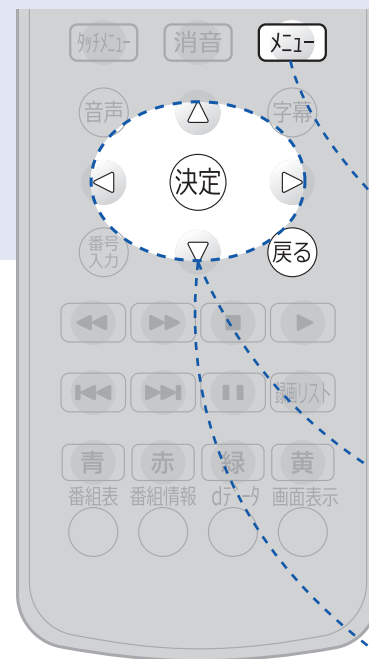 タッチメニュー 消音 メニュー
音声 字幕
決定
番号
入力
戻る
録画リスト
青 赤 緑 黄
番組表 番組情報 dデータ 画面表示